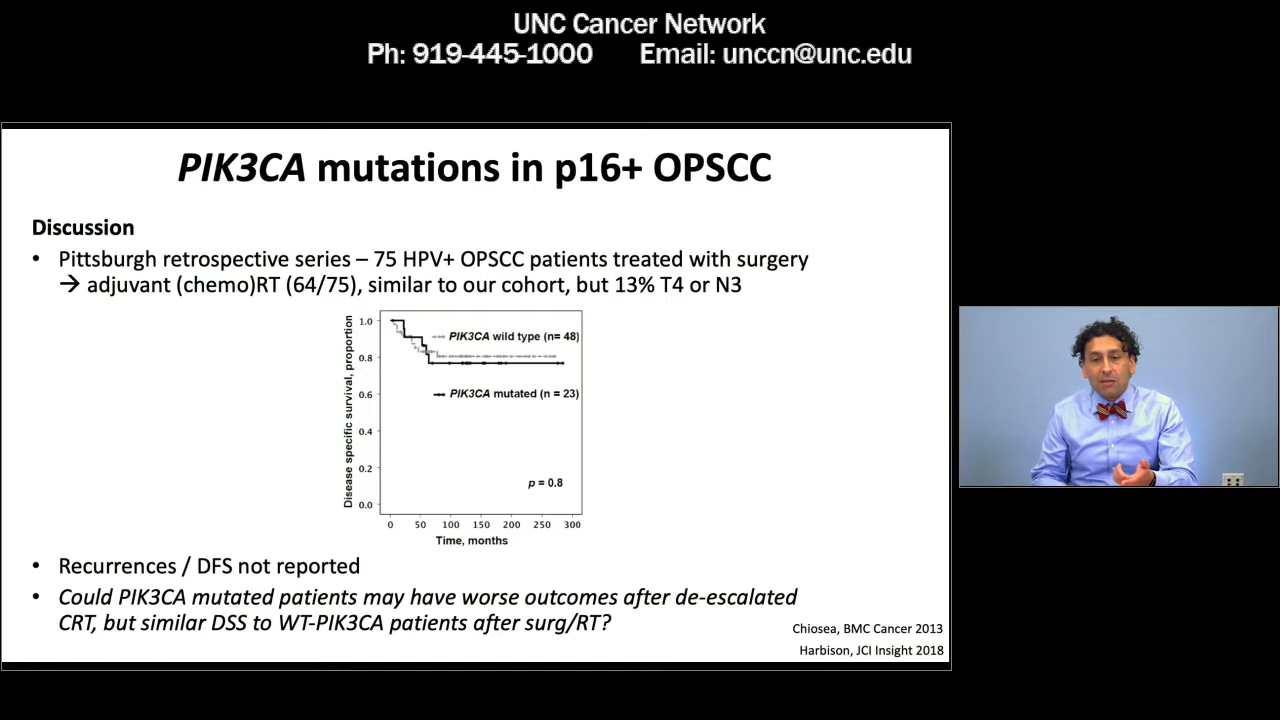 UNC Cancer Network
Ph: 919-445-1000 Email: unccn@unc.edu
PIK3CA mutations in p16+ OPSCC
Discussion
• Pittsburgh retrospective series – 75 HPV+ OPSCC patients treated with surgery
→ adjuvant (chemo)RT (64/75), similar to our cohort, but 13% T4 or N3
Disease specific survival, proportion
1.0
0.8
0.6
0.4
0.2
0.0
PIK3CA wild type (n= 48)
PIK3CA mutated (n = 23)
p = 0.8
0 50 100 150 200 250 300
Time, months
• Recurrences / DFS not reported
• Could PIK3CA mutated patients may have worse outcomes after de-escalated
CRT, but similar DSS to WT-PIK3CA patients after surg/RT?
Chiosea, BMC Cancer 2013
Harbison, JCI Insight 2018